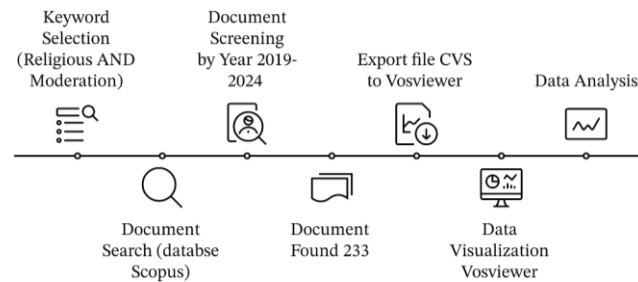 Keyword
Selection
(Religious AND
Moderation)
Document
Search (databse
Scopus)
Document
Screening
by Year 2019-
2024
Document
Found 233
Export file CVS
to Vosviewer
Data
Visualization
Vosviewer
Data Analysis